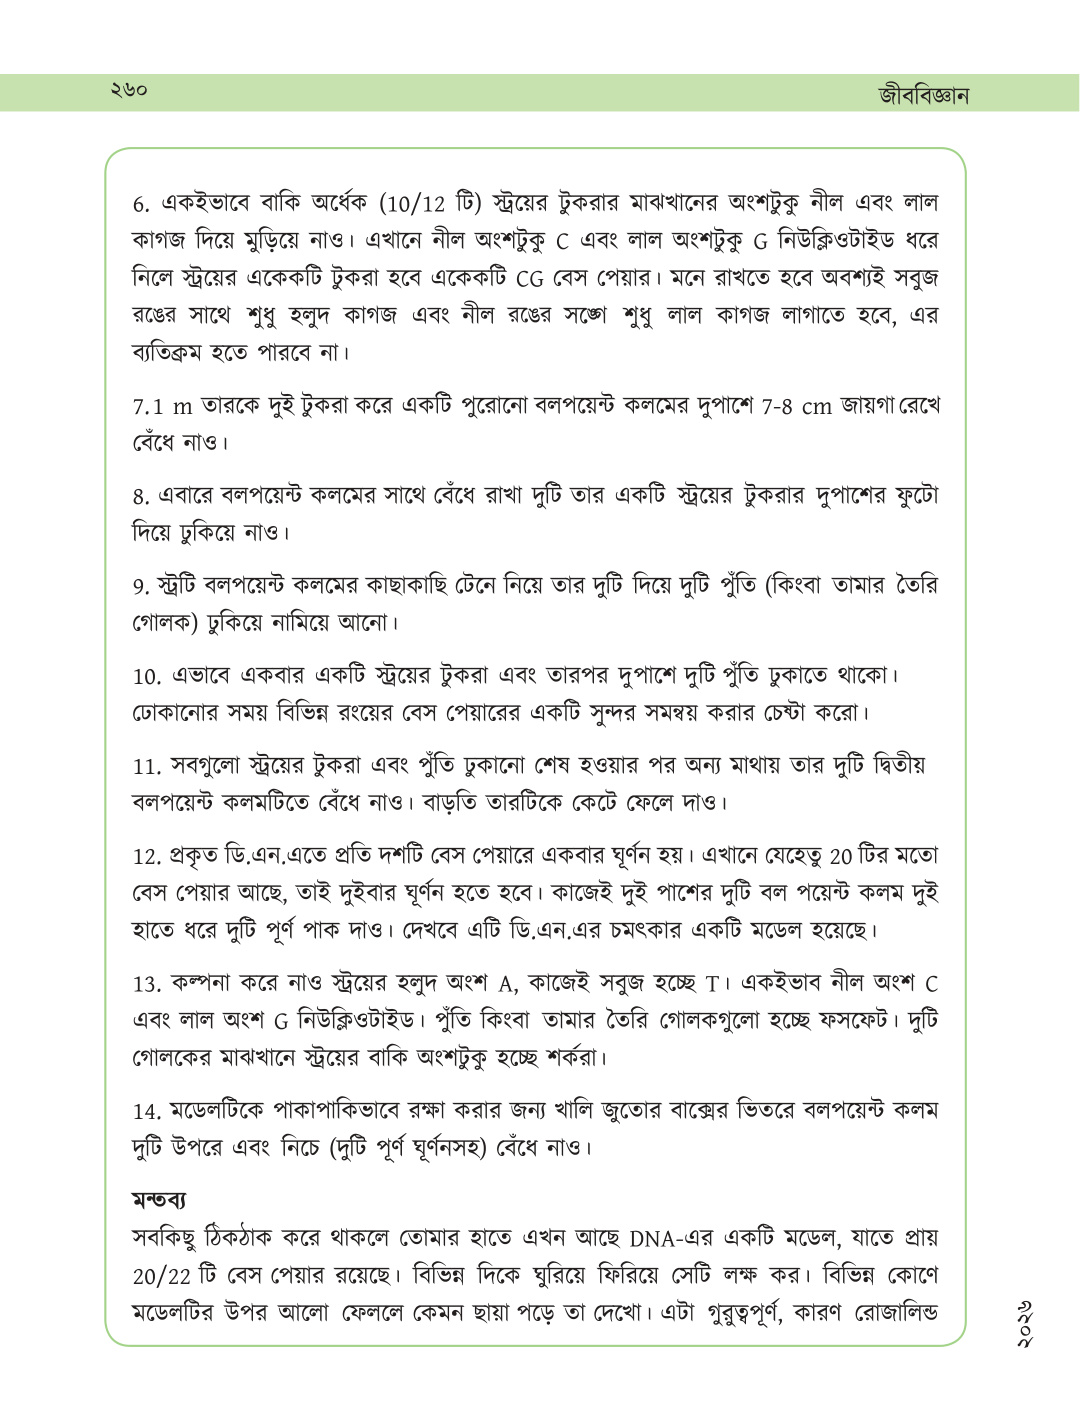 ২৬০
জীববিজ্ঞান
6. একইভাবে বাকি অর্ধেক (10/12 টি) স্ট্রয়ের টুকরার মাঝখানের অংশটুকু নীল এবং লাল
কাগজ দিয়ে মুড়িয়ে নাও। এখানে নীল অংশটুকু C এবং লাল অংশটুকু G নিউক্লিওটাইড ধরে
নিলে স্ট্রয়ের একেকটি টুকরা হবে একেকটি CG বেস পেয়ার। মনে রাখতে হবে অবশ্যই সবুজ
রঙের সাথে শুধু হলুদ কাগজ এবং নীল রঙের সঙ্গে শুধু লাল কাগজ লাগাতে হবে, এর
ব্যতিক্রম হতে পারবে না।
7.1 m তারকে দুই টুকরা করে একটি পুরোনো বলপয়েন্ট কলমের দুপাশে 7-8 cm জায়গা রেখে
বেঁধে নাও।
8. এবারে বলপয়েন্ট কলমের সাথে বেঁধে রাখা দুটি তার একটি স্ট্রয়ের টুকরার দুপাশের ফুটো
দিয়ে ঢুকিয়ে নাও।
9. স্ট্রটি বলপয়েন্ট কলমের কাছাকাছি টেনে নিয়ে তার দুটি দিয়ে দুটি পুঁতি (কিংবা তামার তৈরি
গোলক) ঢুকিয়ে নামিয়ে আনো।
10. এভাবে একবার একটি স্ট্রয়ের টুকরা এবং তারপর দুপাশে দুটি পুঁতি ঢুকাতে থাকো।
ঢোকানোর সময় বিভিন্ন রংয়ের বেস পেয়ারের একটি সুন্দর সমন্বয় করার চেষ্টা করো।
11. সবগুলো স্ট্রয়ের টুকরা এবং পুঁতি ঢুকানো শেষ হওয়ার পর অন্য মাথায় তার দুটি দ্বিতীয়
বলপয়েন্ট কলমটিতে বেঁধে নাও। বাড়তি তারটিকে কেটে ফেলে দাও।
12. প্রকৃত ডি.এন.এতে প্রতি দশটি বেস পেয়ারে একবার ঘূর্ণন হয়। এখানে যেহেতু 20 টির মতো
বেস পেয়ার আছে, তাই দুইবার ঘূর্ণন হতে হবে। কাজেই দুই পাশের দুটি বল পয়েন্ট কলম দুই
হাতে ধরে দুটি পূর্ণ পাক দাও। দেখবে এটি ডি.এন.এর চমৎকার একটি মডেল হয়েছে।
13. কল্পনা করে নাও স্ট্রয়ের হলুদ অংশ A, কাজেই সবুজ হচ্ছে T। একইভাব নীল অংশ C
এবং লাল অংশ G নিউক্লিওটাইড। পুঁতি কিংবা তামার তৈরি গোলকগুলো হচ্ছে ফসফেট। দুটি
গোলকের মাঝখানে স্ট্রয়ের বাকি অংশটুকু হচ্ছে শর্করা।
14. মডেলটিকে পাকাপাকিভাবে রক্ষা করার জন্য খালি জুতোর বাক্সের ভিতরে বলপয়েন্ট কলম
দুটি উপরে এবং নিচে (দুটি পূর্ণ ঘূর্ণনসহ) বেঁধে নাও।
মন্তব্য
সবকিছু ঠিকঠাক করে থাকলে তোমার হাতে এখন আছে DNA-এর একটি মডেল, যাতে প্রায়
20/22 টি বেস পেয়ার রয়েছে। বিভিন্ন দিকে ঘুরিয়ে ফিরিয়ে সেটি লক্ষ কর। বিভিন্ন কোণে
মডেলটির উপর আলো ফেললে কেমন ছায়া পড়ে তা দেখো। এটা গুরুত্বপূর্ণ, কারণ রোজালিন্ড
২০২৬